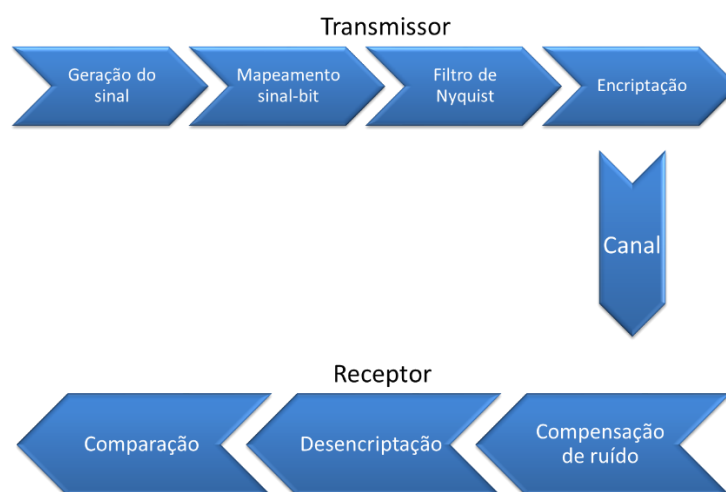 Transmissor
Geração do
sinal
Mapeamento
sinal-bit
Filtro de
Nyquist
Encriptação
Canal
Receptor
Comparação
Desencriptação
Compensação
de ruído